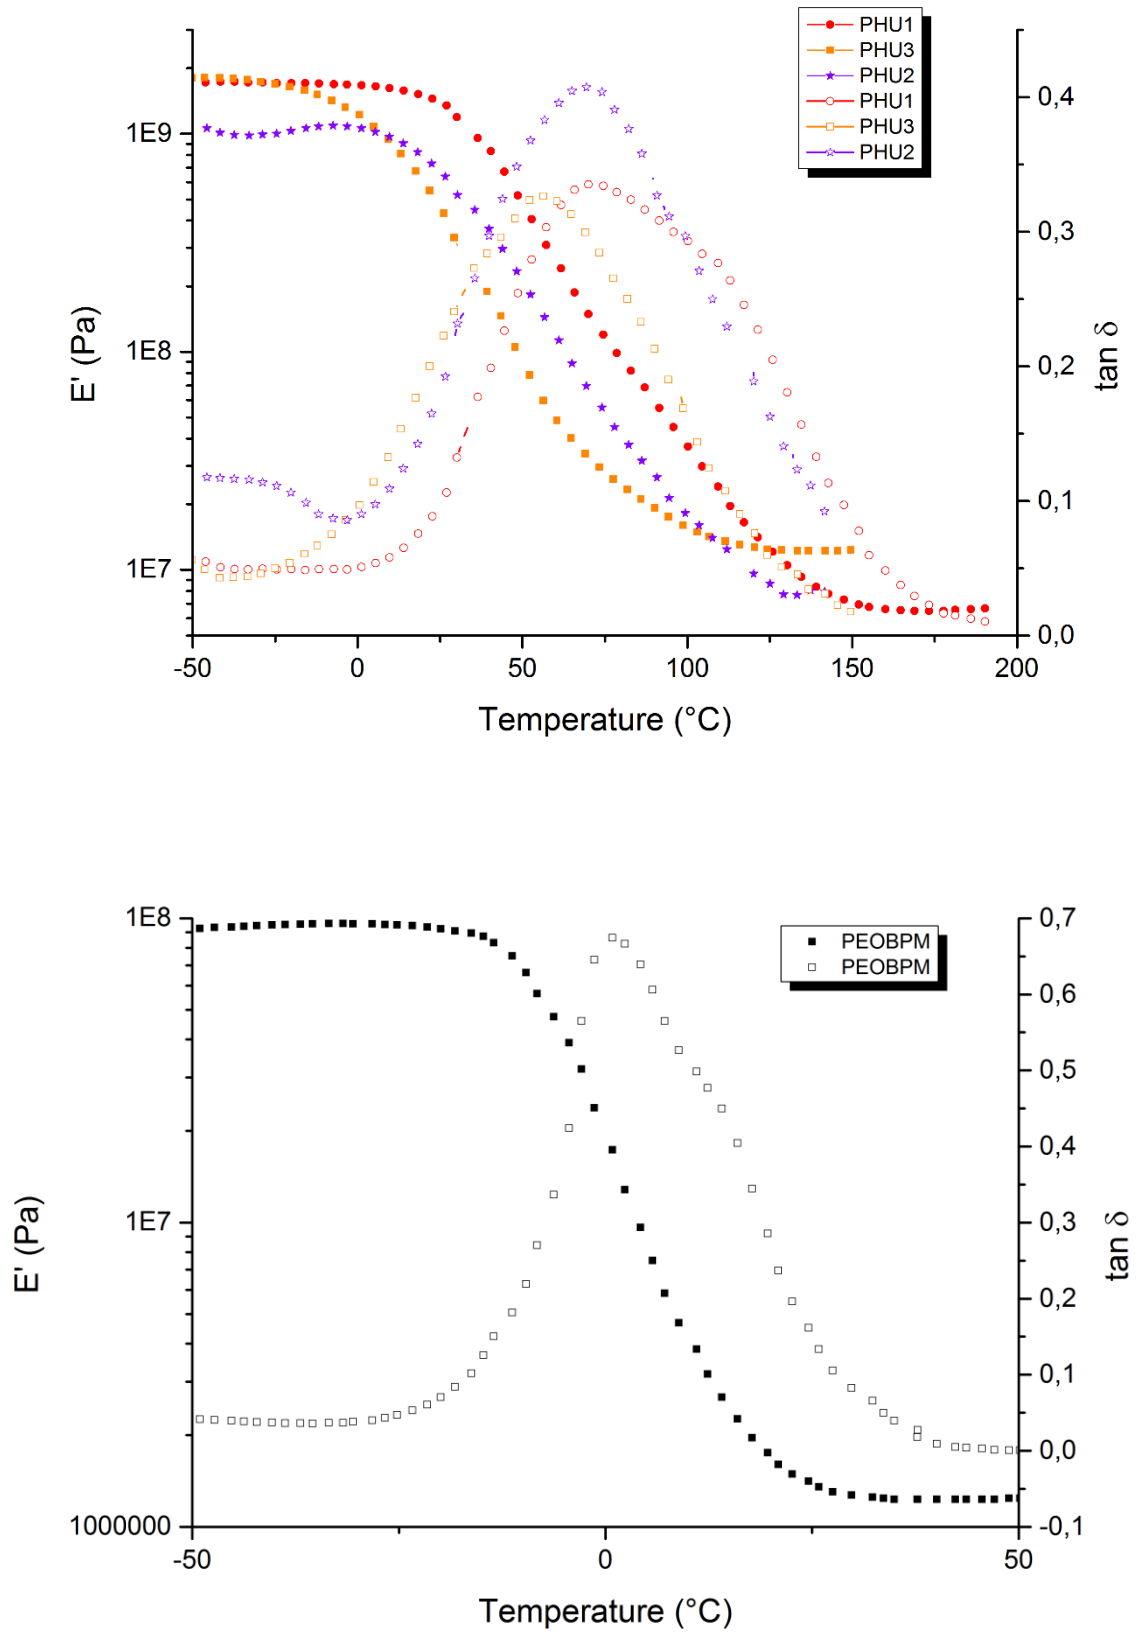 PHU1
PHU3
PHU2
PHU1
PHU3
PHU2
1E9
1E8
1E7
E' (Pa)
0,4
0,3
0,2
0,1
0,0
tan δ
-50
0
50
100
150
200
Temperature (°C)
PEOBPM
PEOBPM
1E8
1E7
1000000
E' (Pa)
0,7
0,6
0,5
0,4
0,3
0,2
0,1
0,0
-0,1
tan δ
-50
0
50
Temperature (°C)